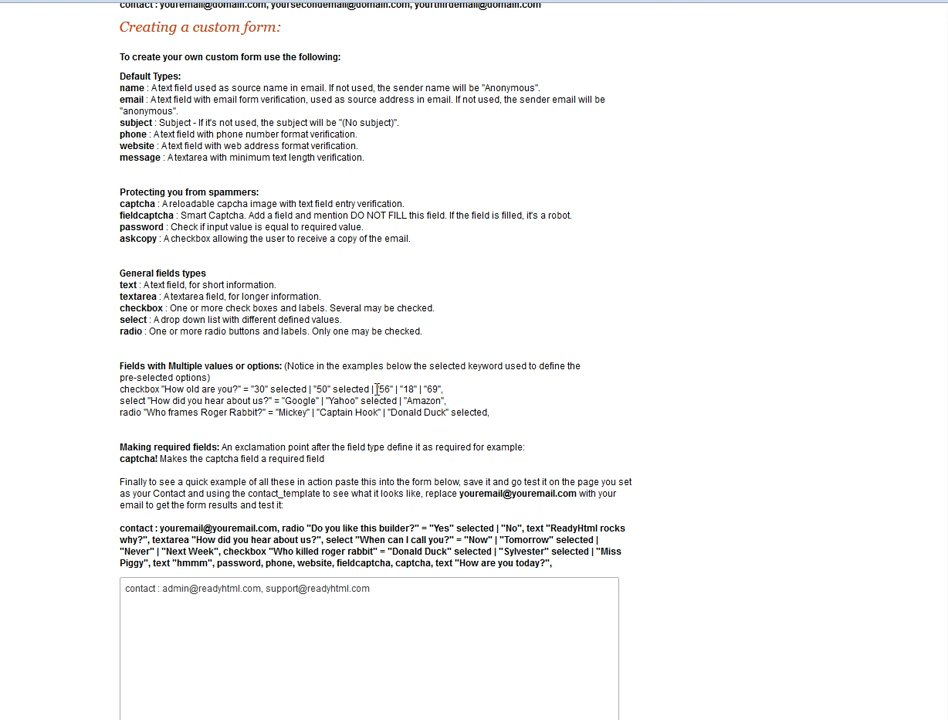 contact : youremail@domain.com, yoursecondemail@domain.com, yourthirdemail@domain.com
Creating a custom form:
To create your own custom form use the following:
Default Types:
name : A text field used as source name in email. If not used, the sender name will be "Anonymous".
email : A text field with email form verification, used as source address in email. If not used, the sender email will be
"anonymous".
subject : Subject - If it's not used, the subject will be "(No subject)".
phone : A text field with phone number format verification.
website : A text field with web address format verification.
message : A textarea with minimum text length verification.
Protecting you from spammers:
captcha : A reloadable capcha image with text field entry verification.
fieldcaptcha : Smart Captcha. Add a field and mention DO NOT FILL this field. If the field is filled, it's a robot.
password : Check if input value is equal to required value.
askcopy : A checkbox allowing the user to receive a copy of the email.
General fields types
text : A text field, for short information.
textarea : A textarea field, for longer information.
checkbox : One or more check boxes and labels. Several may be checked.
select : A drop down list with different defined values.
radio : One or more radio buttons and labels. Only one may be checked.
Fields with Multiple values or options: (Notice in the examples below the selected keyword used to define the
pre-selected options)
checkbox "How old are you?" = "30" selected | "50" selected | "56" | "18" | "69",
select "How did you hear about us?" = "Google" | "Yahoo" selected | "Amazon",
radio "Who frames Roger Rabbit?" = "Mickey" | "Captain Hook" | "Donald Duck" selected,
Making required fields: An exclamation point after the field type define it as required for example:
captcha! Makes the captcha field a required field
Finally to see a quick example of all these in action paste this into the form below, save it and go test it on the page you set
as your Contact and using the contact_template to see what it looks like, replace youremail@youremail.com with your
email to get the form results and test it:
contact : youremail@youremail.com, radio "Do you like this builder?" = "Yes" selected | "No", text "ReadyHtml rocks
why?", textarea "How did you hear about us?", select "When can I call you?" = "Now" | "Tomorrow" selected |
"Never" | "Next Week", checkbox "Who killed roger rabbit" = "Donald Duck" selected | "Sylvester" selected | "Miss
Piggy", text "hmmm", password, phone, website, fieldcaptcha, captcha, text "How are you today?",
contact : admin@readyhtml.com, support@readyhtml.com